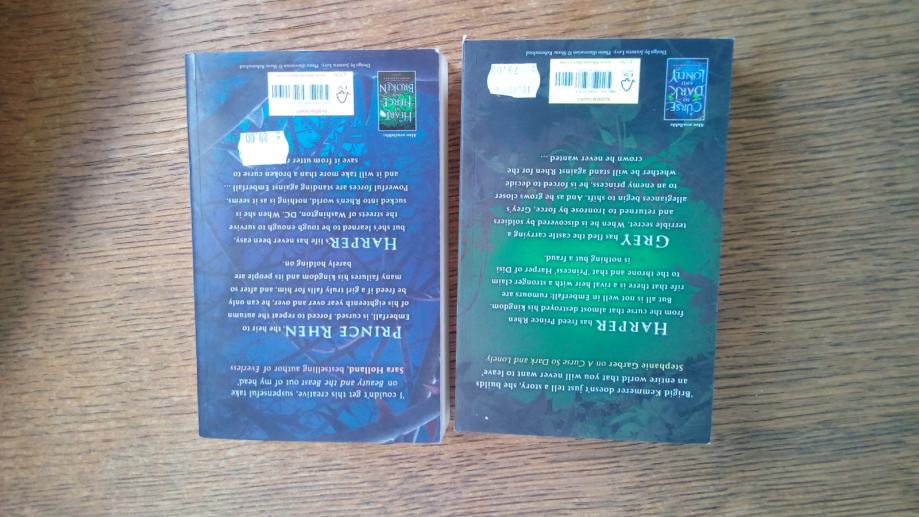 'I couldn't get this creative, suspenseful take
on Beauty and the Beast out of my head,'
Sara Holland, bestselling author of Everless
PRINCE RHEN, the heir to
Emberfall, is cursed. Forced to repeat the autumn
of his eighteenth year over and over, he can only
be freed if a girl truly falls for him, and after so
many failures his kingdom and its people are
barely holding on.
HARPER's life has never been easy,
but she's learned to be tough enough to survive
the streets of Washington, DC. When she is
sucked into Rhen's world, nothing is as it seems.
Powerful forces are standing against Emberfall ...
and it will take more than a broken curse to
save it from utter
Also available:
A
HEART
SO
FIERCE
AND
BROKEN
Design by Jeanette Levy. Photo illustration © Shane Rebenschied
'Brigid Kemmerer doesn't just tell a story, she builds
an entire world that you will never want to leave,'
Stephanie Garber on A Curse So Dark and Lonely
HARPER has freed Prince Rhen
from the curse that almost destroyed his kingdom.
But all is not well in Emberfall: rumours are
rife that there is a rival heir with a stronger claim
to the throne and that 'Princess' Harper of Disi
is nothing but a fraud.
GREY has fled the castle carrying a
terrible secret. When he is discovered by soldiers
and returned to Ironrose by force, Grey's
allegiances begin to shift. And as he grows closer
to an enemy princess, he is forced to decide
whether he will stand against Rhen for the
crown he never wanted ...
Also available:
A
CURSE
SO
DARK
AND
LONELY
Design by Jeanette Levy. Photo illustration © Shane Rebenschied